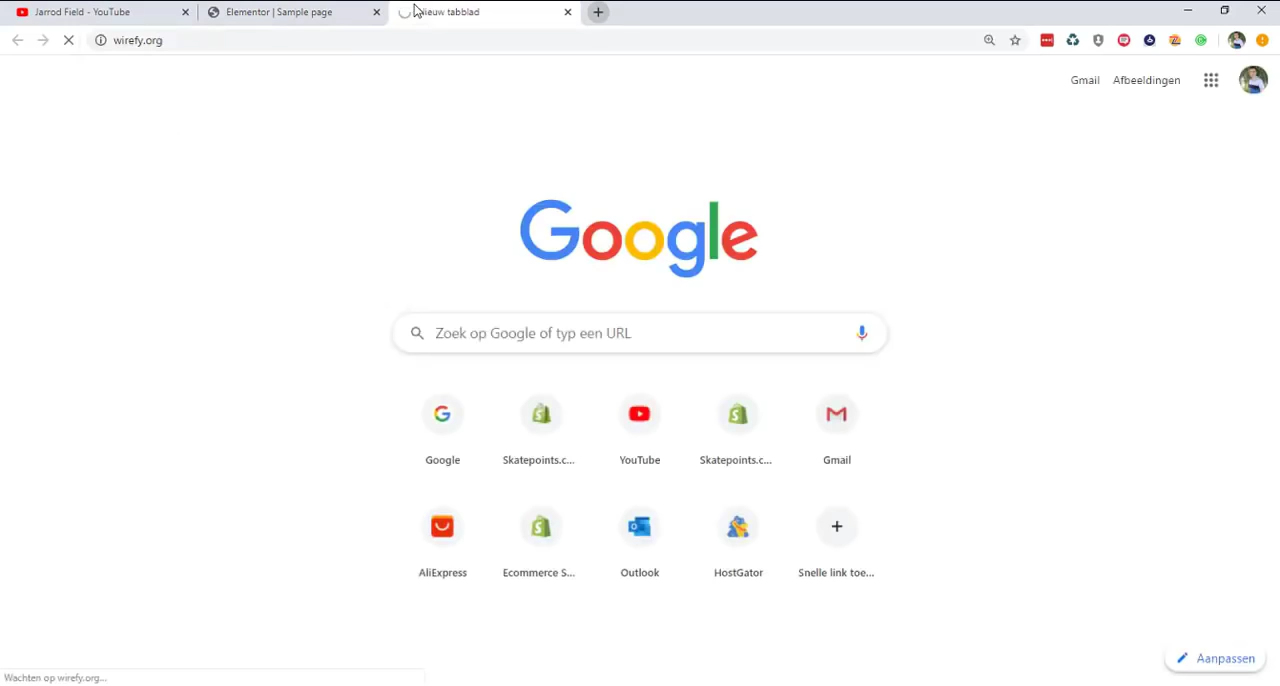 Jarrod Field - YouTube
Elementor | Sample page
Nieuw tabblad
wirefy.org
Gmail Afbeeldingen
Google
Zoek op Google of typ een URL
Google Skatepoints.c... YouTube Skatepoints.c... Gmail
AliExpress Ecommerce S... Outlook HostGator Snelle link toe...
Aanpassen
Wachten op wirefy.org...